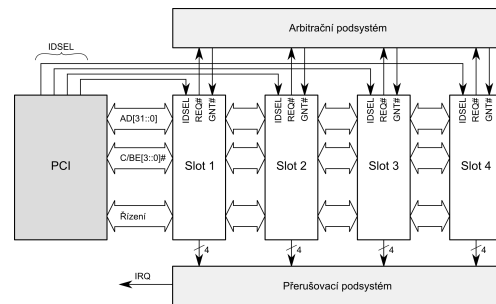 Arbitrační podsystém
IDSEL
IDSEL REQ# GNT#
IDSEL REQ# GNT#
IDSEL REQ# GNT#
IDSEL REQ# GNT#
AD[31::0]
C/BE[3::0]#
PCI
Slot 1
Slot 2
Slot 3
Slot 4
Řízení
4
4
4
4
IRQ
Přerušovací podsystém